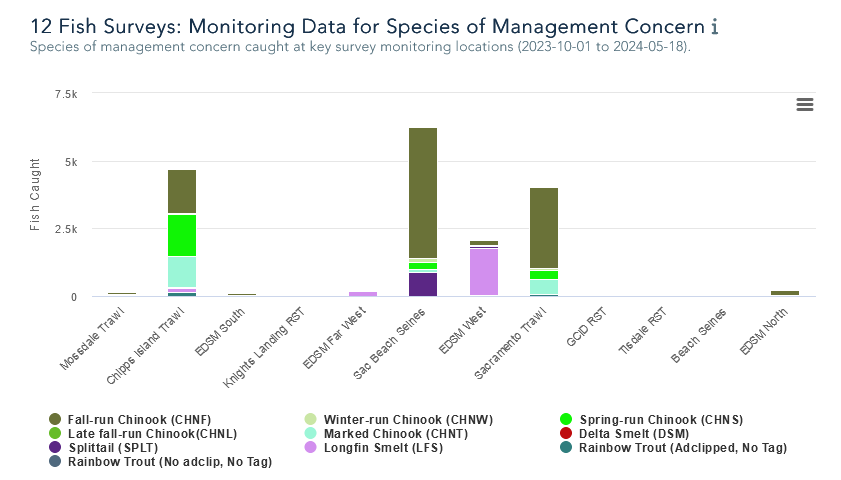 12 Fish Surveys: Monitoring Data for Species of Management Concern i
Species of management concern caught at key survey monitoring locations (2023-10-01 to 2024-05-18).
7.5k
5k
2.5k
0
Fish Caught
Mossdale Trawl
Chipps Island Trawl
EDSM South
Knights Landing RST
EDSM Far West
Sac Beach Seines
EDSM West
Sacramento Trawl
GCID RST
Tisdale RST
Beach Seines
EDSM North
Fall-run Chinook (CHNF)
Winter-run Chinook (CHNW)
Spring-run Chinook (CHNS)
Late fall-run Chinook(CHNL)
Marked Chinook (CHNT)
Delta Smelt (DSM)
Splittail (SPLT)
Longfin Smelt (LFS)
Rainbow Trout (Adclipped, No Tag)
Rainbow Trout (No adclip, No Tag)